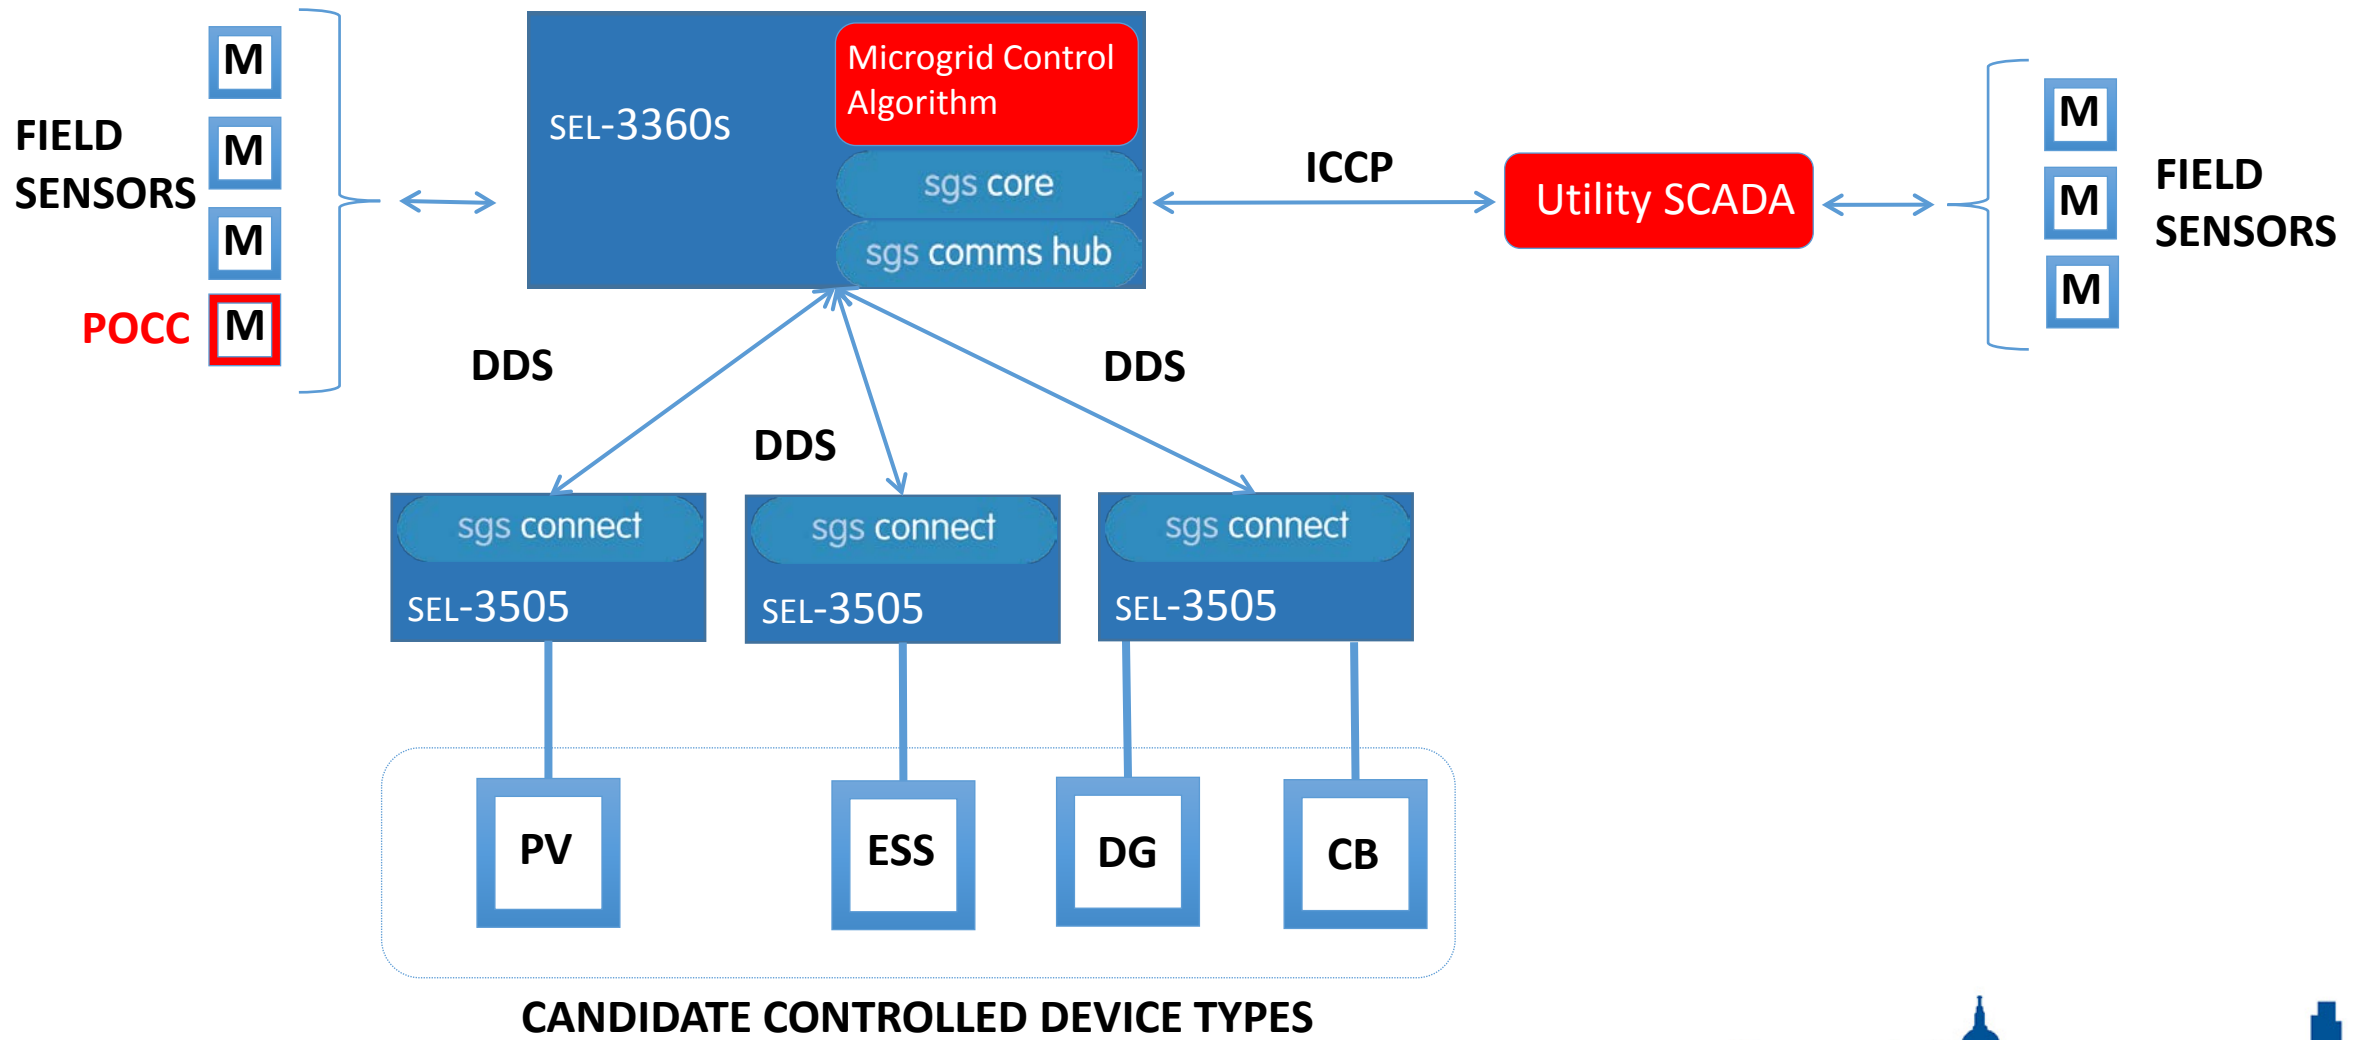 M
M
M
M
FIELD
SENSORS
POCC
SEL-3360s
Microgrid Control
Algorithm
sgs core
sgs comms hub
ICCP
Utility SCADA
M
M
M
FIELD
SENSORS
DDS
DDS
DDS
sgs connect
SEL-3505
sgs connect
SEL-3505
sgs connect
SEL-3505
PV
ESS
DG
CB
CANDIDATE CONTROLLED DEVICE TYPES